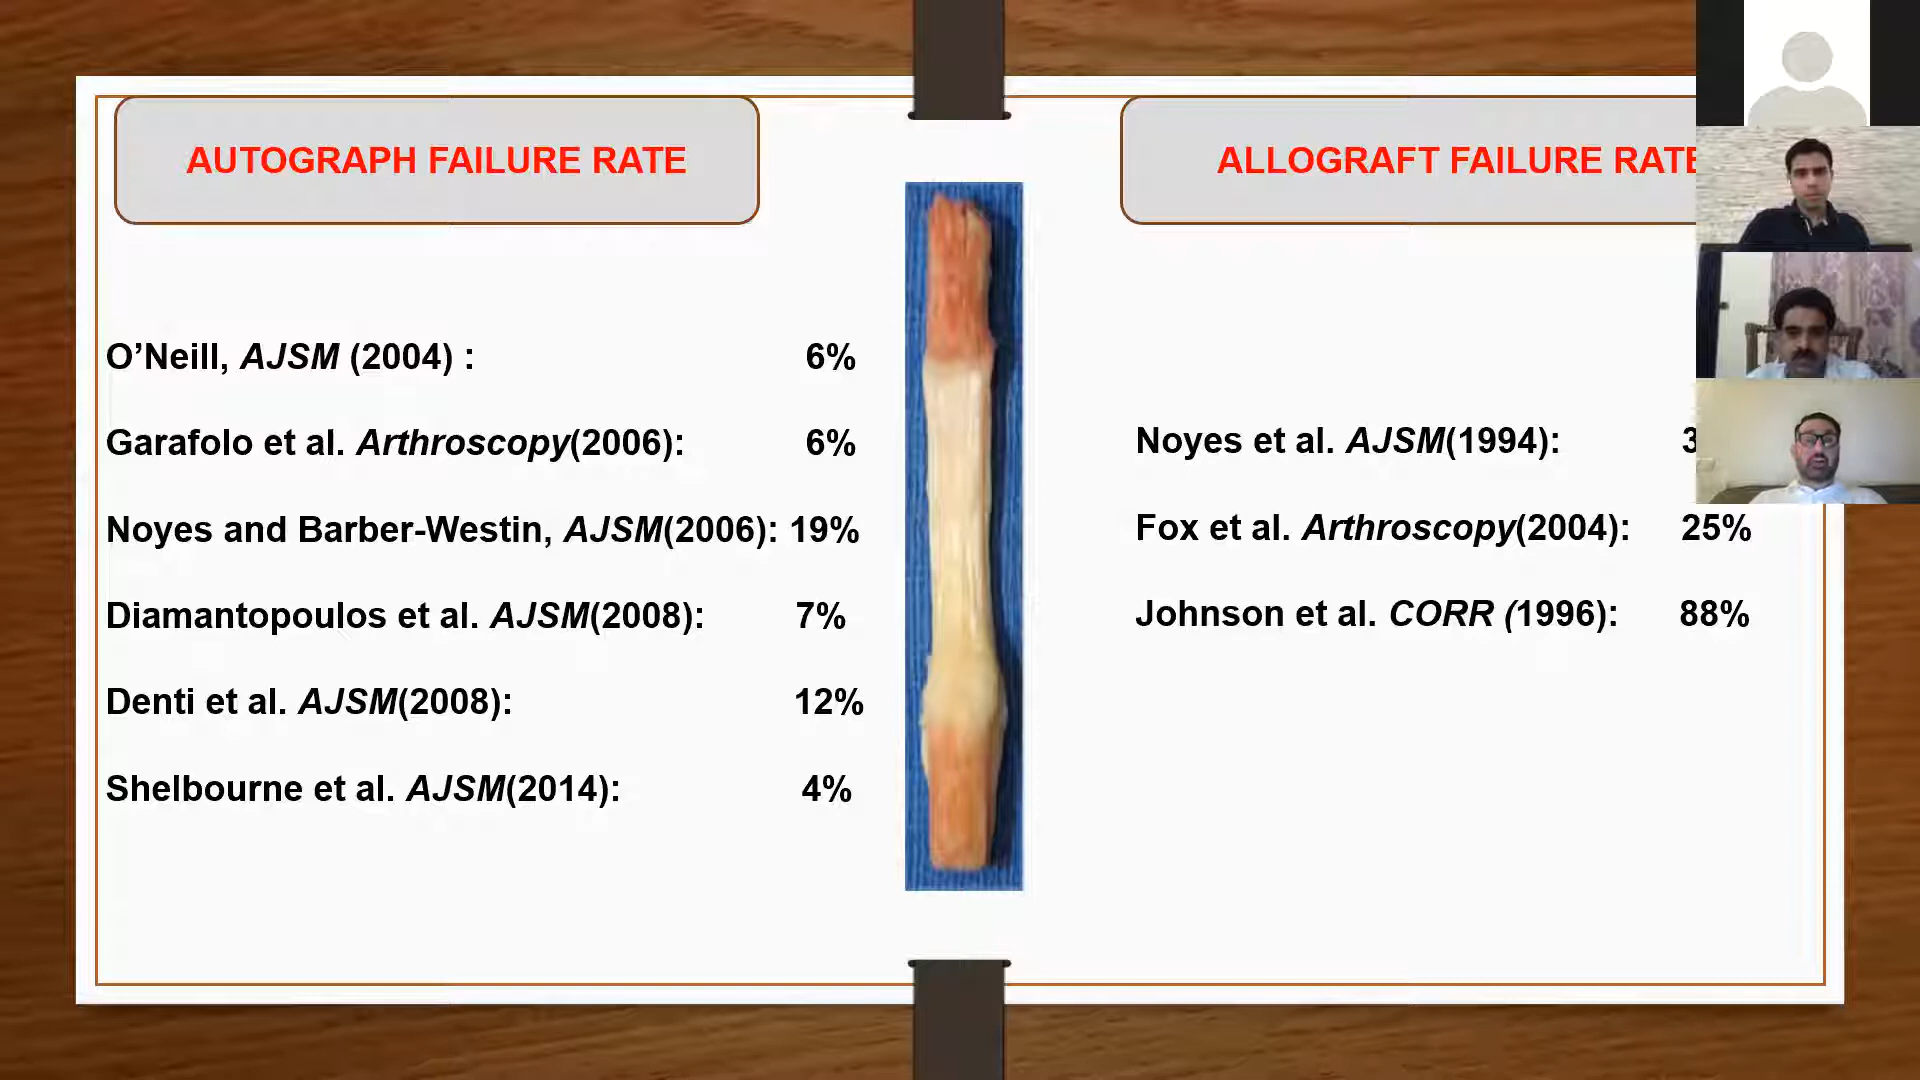 AUTOGRAPH FAILURE RATE
O’Neill, AJSM (2004) : 6%
Garafolo et al. Arthroscopy(2006): 6%
Noyes and Barber-Westin, AJSM(2006): 19%
Diamantopoulos et al. AJSM(2008): 7%
Denti et al. AJSM(2008): 12%
Shelbourne et al. AJSM(2014): 4%
ALLOGRAFT FAILURE RATE
Noyes et al. AJSM(1994):
Fox et al. Arthroscopy(2004): 25%
Johnson et al. CORR (1996): 88%